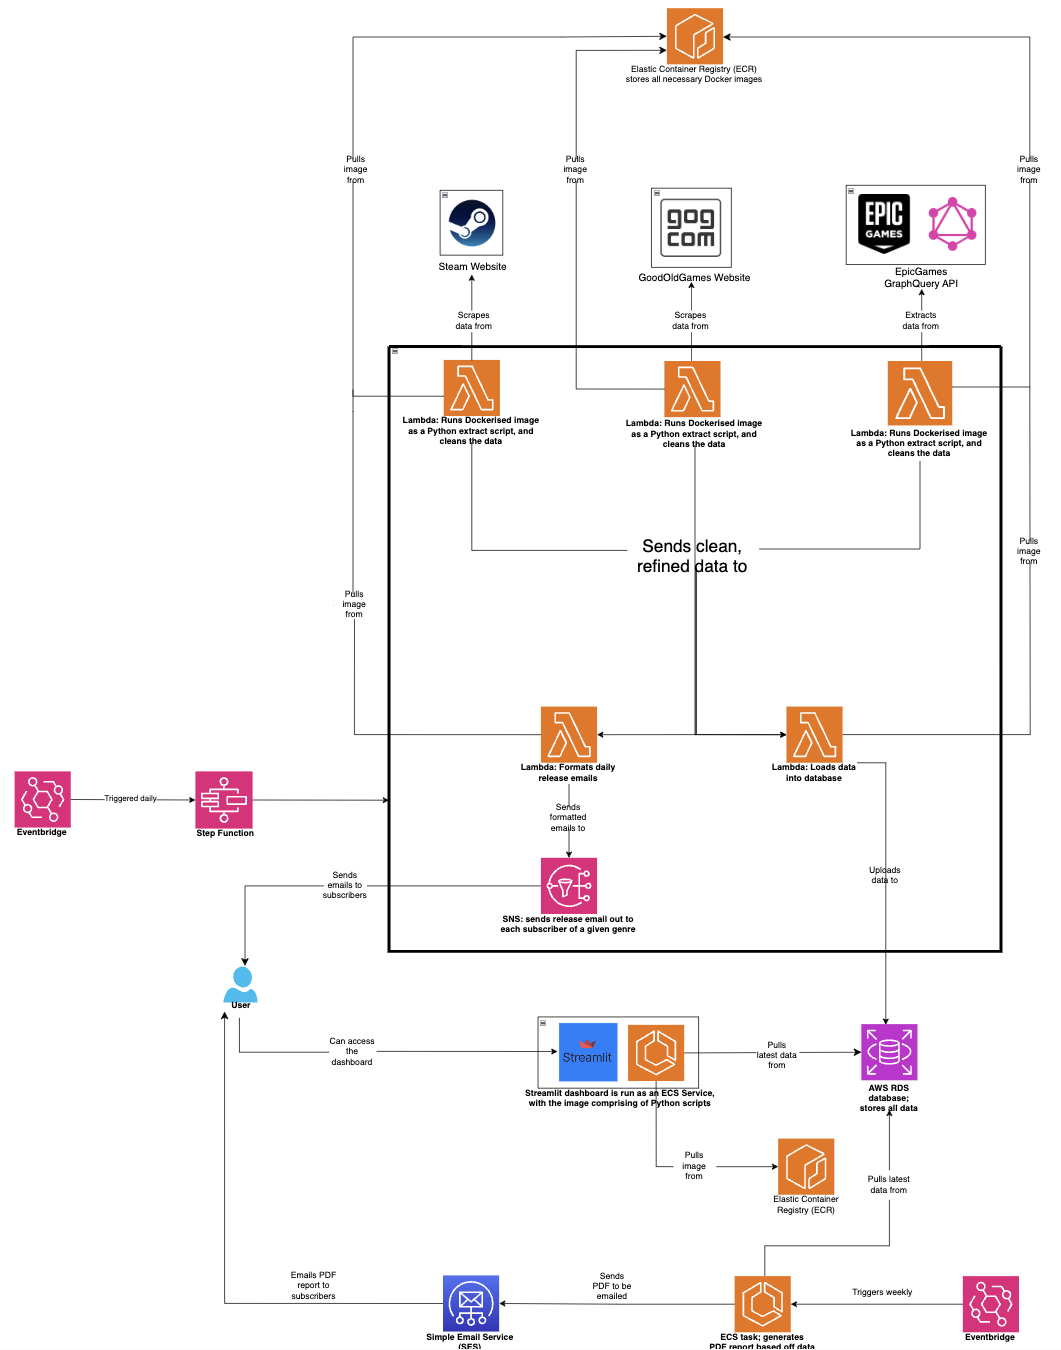 Elastic Container Registry (ECR)
stores all necessary Docker images
Pulls
image
from
Pulls
image
from
Pulls
image
from
EPIC
GAMES
gog
com
Steam Website
GoodOldGames Website
EpicGames
GraphQuery API
Scrapes
data from
Scrapes
data from
Extracts
data from
Lambda: Runs Dockerised image
as a Python extract script, and
cleans the data
Lambda: Runs Dockerised image
as a Python extract script, and
cleans the data
Lambda: Runs Dockerised image
as a Python extract script, and
cleans the data
Sends clean,
refined data to
Pulls
image
from
Pulls
image
from
Lambda: Formats daily
release emails
Lambda: Loads data
into database
Triggered daily
Eventbridge
Step Function
Sends
formatted
emails to
Sends
emails to
subscribers
Uploads
data to
SNS: sends release email out to
each subscriber of a given genre
User
Can access
the
dashboard
Streamlit
Streamlit dashboard is run as an ECS Service,
with the image comprising of Python scripts
Pulls
latest data
from
AWS RDS
database;
stores all data
Pulls
image
from
Elastic Container
Registry (ECR)
Pulls latest
data from
Emails PDF
report to
subscribers
Sends
PDF to be
emailed
Triggers weekly
Simple Email Service
(SES)
ECS task; generates
PDF report based off data
Eventbridge